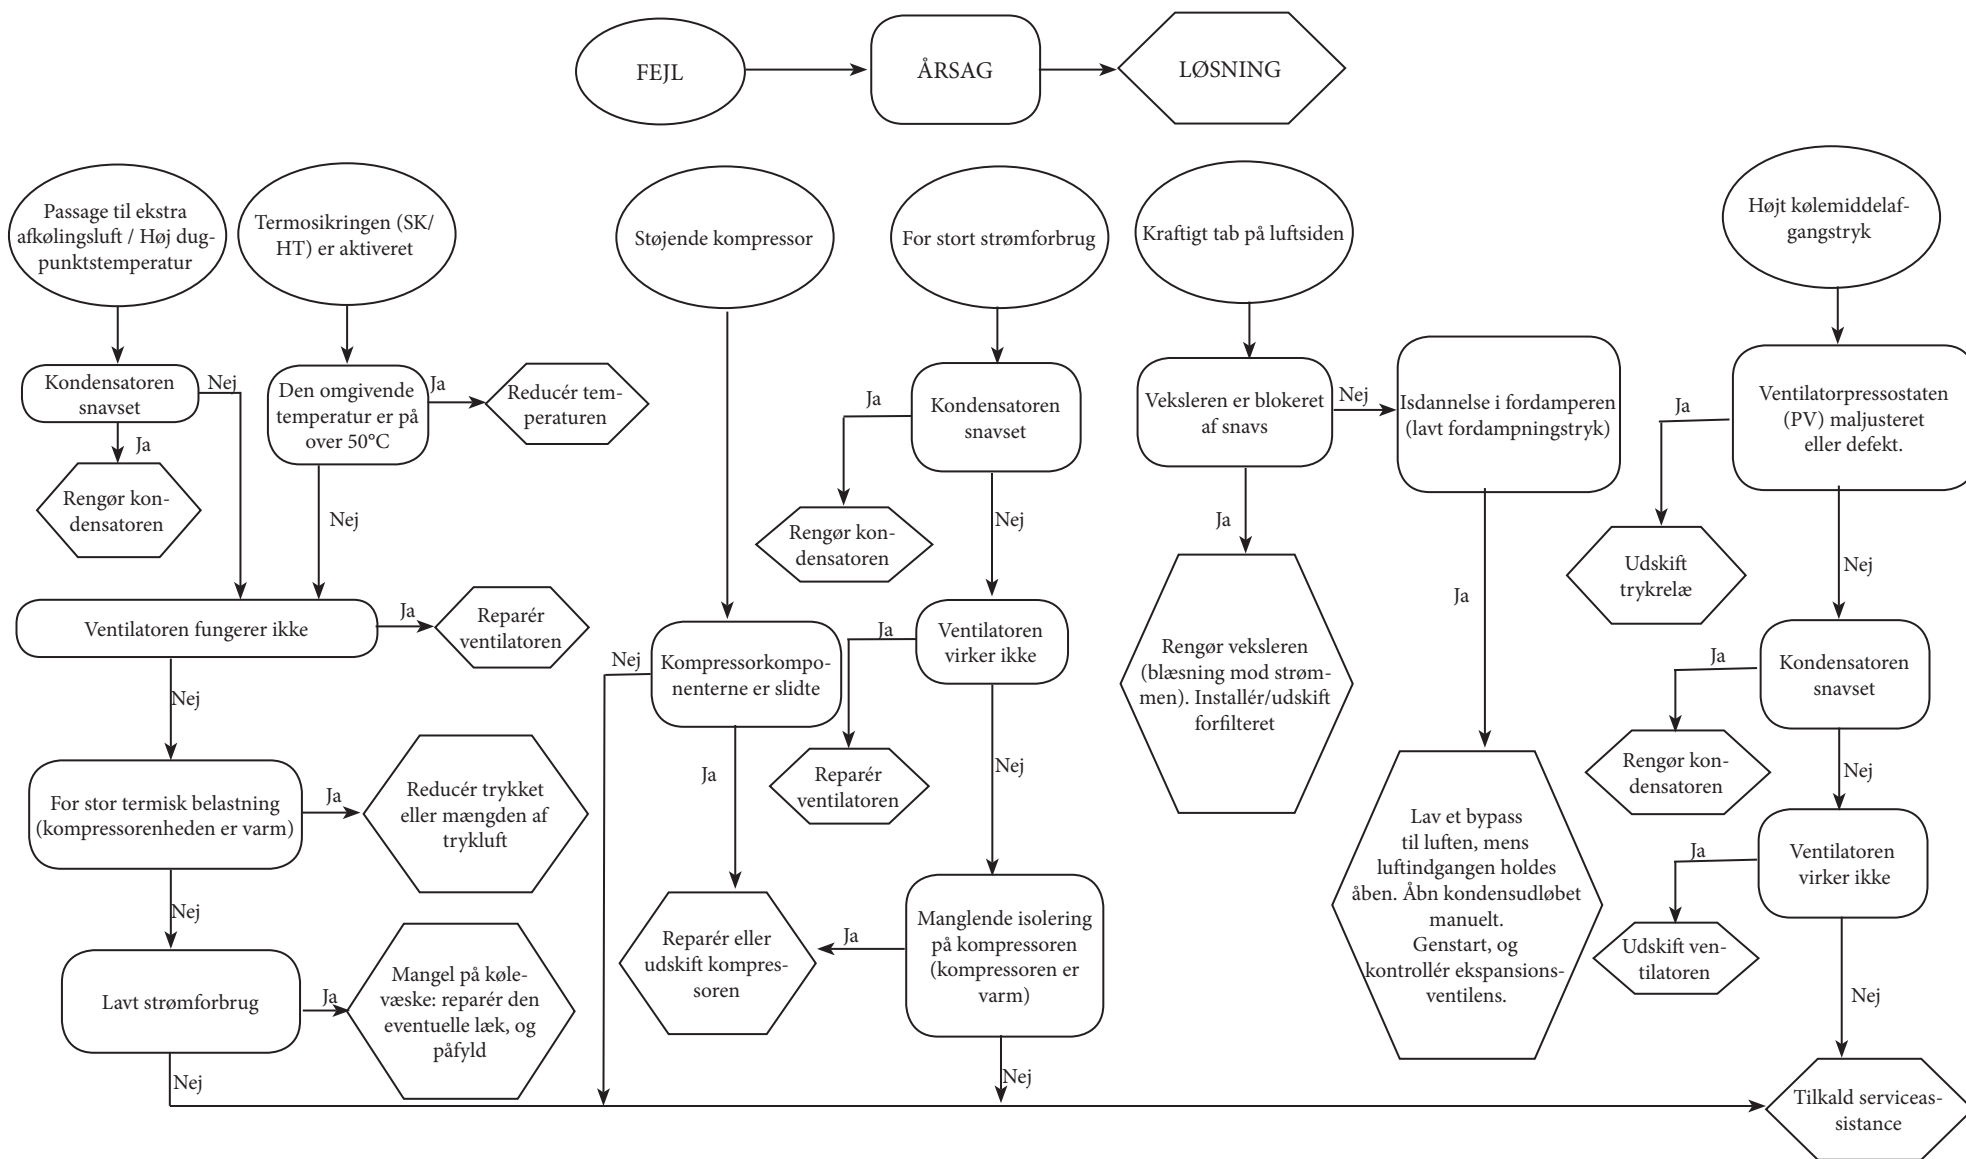 FEJL
ÅRSAG
LØSNING
Passage til ekstra
afkølingsluft / Høj dug-
punktstemperatur
Termosikringen (SK/
HT) er aktiveret
Støjende kompressor
For stort strømforbrug
Kraftigt tab på luftsiden
Højt kølemiddelaf-
gangstryk
Kondensatoren
snavset
Nej
Ja
Rengør kon-
densatoren
Den omgivende
temperatur er på
over 50°C
Ja
Reducér tem-
peraturen
Nej
Ventilatoren fungerer ikke
Ja
Reparér
ventilatoren
Nej
For stor termisk belastning
(kompressorenheden er varm)
Ja
Reducér trykket
eller mængden af
trykluft
Nej
Lavt strømforbrug
Ja
Mangel på køle-
væske: reparér den
eventuelle læk, og
påfyld
Nej
Kompressorkompo-
nenterne er slidte
Nej
Ja
Reparér eller
udskift kompres-
soren
Kondensatoren
snavset
Ja
Rengør kon-
densatoren
Nej
Ventilatoren
virker ikke
Ja
Reparér
ventilatoren
Nej
Manglende isolering
på kompressoren
(kompressoren er
varm)
Ja
Nej
Veksleren er blokeret
af snavs
Nej
Ja
Rengør veksleren
(blæsning mod strøm-
men). Installér/udskift
forfilteret
Isdannelse i fordamperen
(lavt fordampningstryk)
Ja
Lav et bypass
til luften, mens
luftindgangen holdes
åben. Åbn kondensudløbet
manuelt.
Genstart, og
kontrollér ekspansions-
ventilens.
Ventilatorpressostaten
(PV) maljusteret
eller defekt.
Ja
Udskift
trykrelæ
Nej
Kondensatoren
snavset
Ja
Rengør kon-
densatoren
Nej
Ventilatoren
virker ikke
Ja
Udskift ven-
tilatoren
Nej
Tilkald serviceas-
sistance